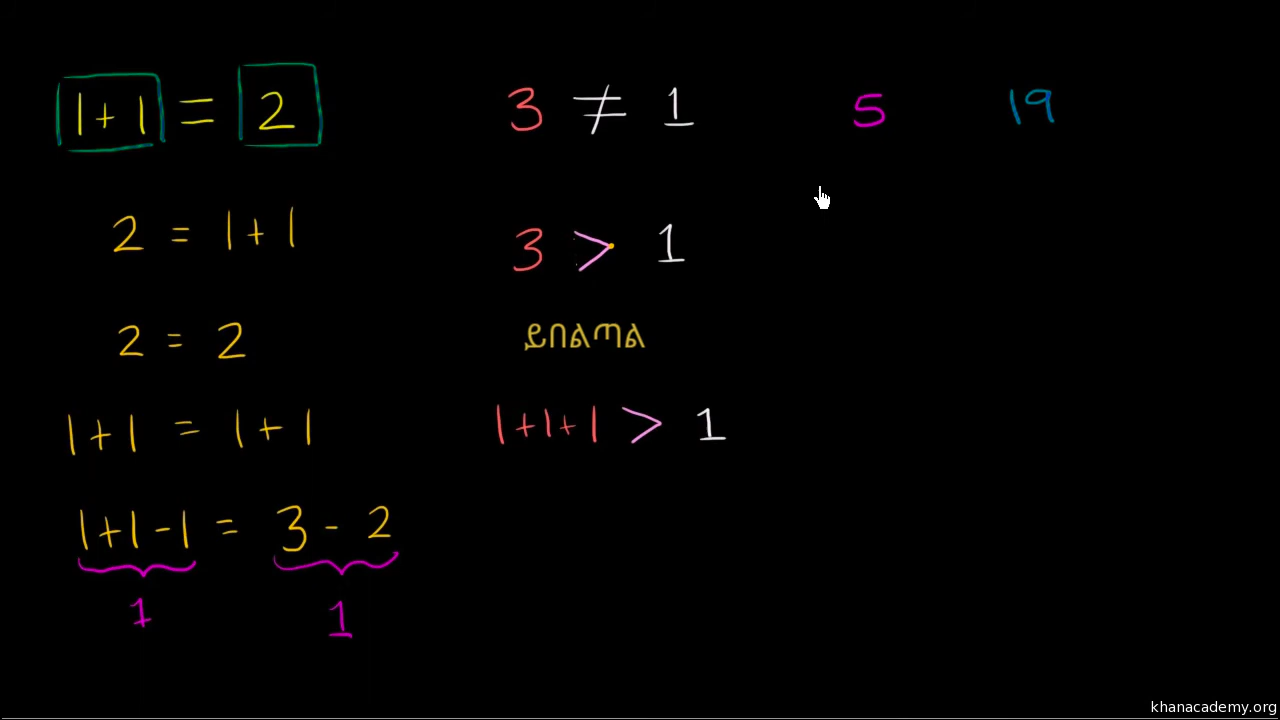 1+1 = 2
2 = 1+1
2 = 2
1+1 = 1+1
1+1-1 = 3-2
1 1
3 ≠ 1
3 > 1
ይበልጣል
1+1+1 > 1
5 19
khanacademy.org